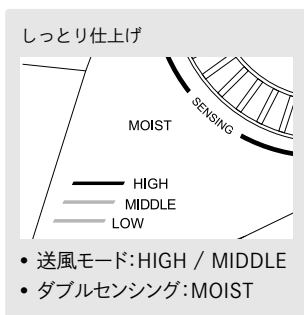 しっとり仕上げ
SENSING
MOIST
HIGH
MIDDLE
LOW
• 送風モード:HIGH / MIDDLE
• ダブルセンシング:MOIST